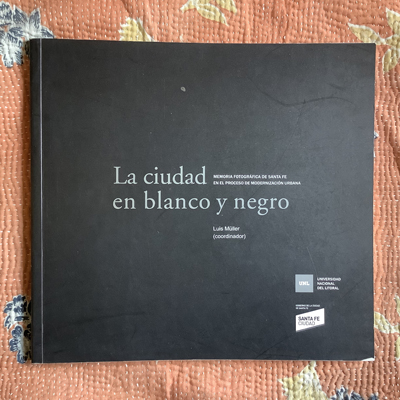 La ciudad
MEMORIA FOTOGRÁFICA DE SANTA FE
EN EL PROCESO DE MODERNIZACIÓN URBANA
en blanco y negro
Luis Müller
(coordinador)
UNL
UNIVERSIDAD
NACIONAL
DEL LITORAL
SANTA FE
CIUDAD